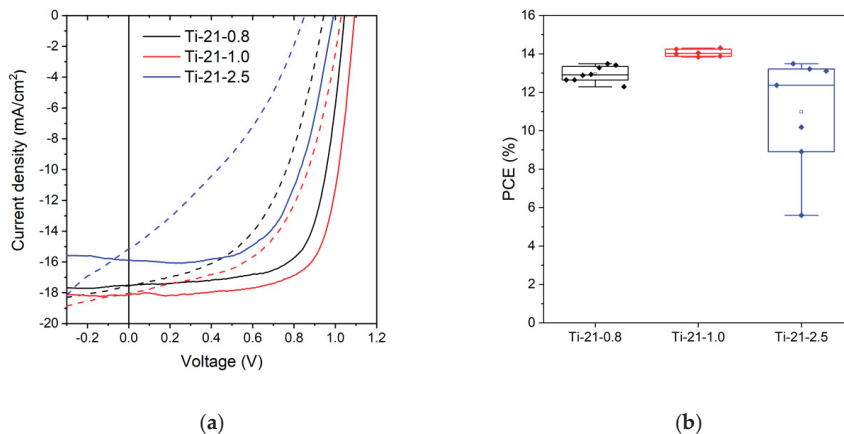 Ti-21-0.8
Ti-21-1.0
Ti-21-2.5
0
-2
-4
-6
-8
-10
-12
-14
-16
-18
-20
Current density (mA/cm²)
-0.2 0.0 0.2 0.4 0.6 0.8 1.0 1.2
Voltage (V)
(a)
16
14
12
10
8
6
4
2
0
PCE (%)
Ti-21-0.8 Ti-21-1.0 Ti-21-2.5
(b)